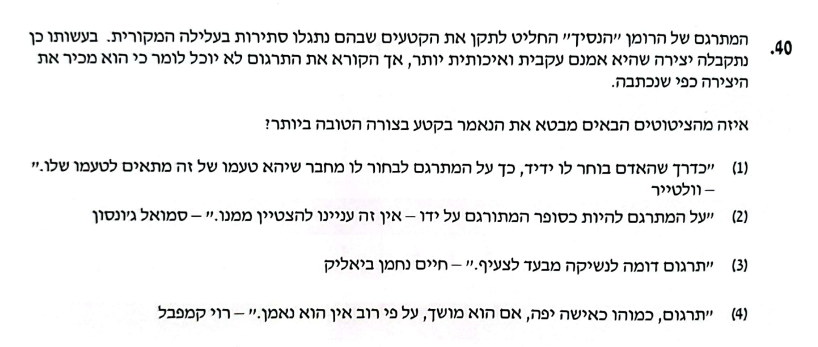 40. המתרגם של הרומן "הנסיך" החליט לתקן את הקטעים שבהם נתגלו סתירות בעלילה המקורית. בעשותו כן
נתקבלה יצירה שהיא אמנם עקבית ואיכותית יותר, אך הקורא את התרגום לא יוכל לומר כי הוא מכיר את
היצירה כפי שנכתבה.
איזה מהציטוטים הבאים מבטא את הנאמר בקטע בצורה הטובה ביותר?
(1) "כדרך שהאדם בוחר לו ידיד, כך על המתרגם לבחור לו מחבר שיהא טעמו של זה מתאים לטעמו שלו."
– וולטייר
(2) "על המתרגם להיות כסופר המתורגם על ידו – אין זה עניינו להצטיין ממנו." – סמואל ג'ונסון
(3) "תרגום דומה לנשיקה מבעד לצעיף." – חיים נחמן ביאליק
(4) "תרגום, כמוהו כאישה יפה, אם הוא מושך, על פי רוב אין הוא נאמן." – רוי קמפבל